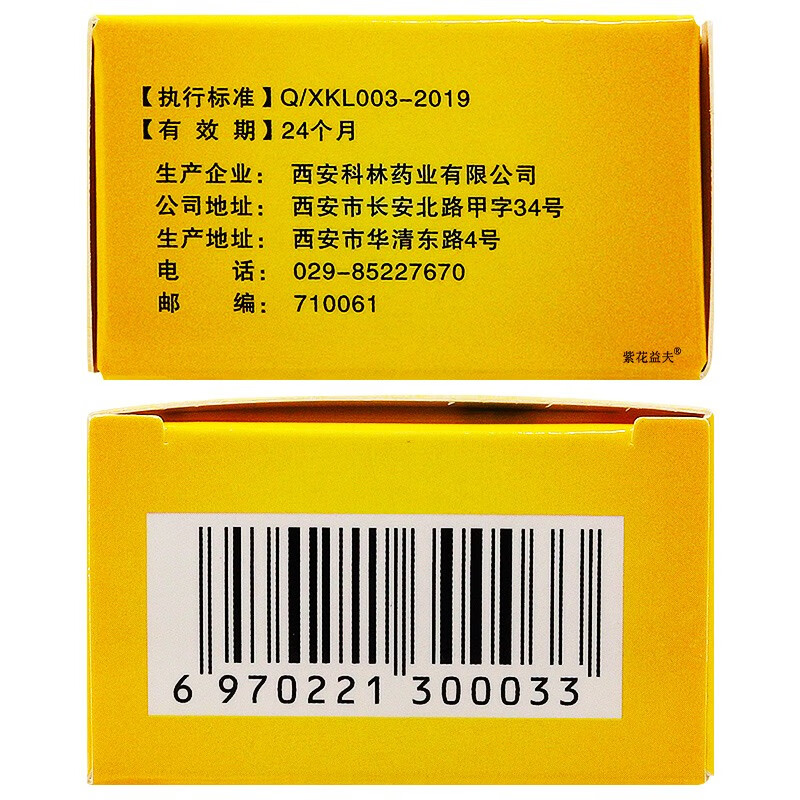 【执行标准】Q/XKL003-2019
【有 效 期】24个月
生产企业： 西安科林药业有限公司
公司地址： 西安市长安北路甲字34号
生产地址： 西安市华清东路4号
电 话： 029-85227670
邮 编： 710061
紫花益夫®
6 970221 300033